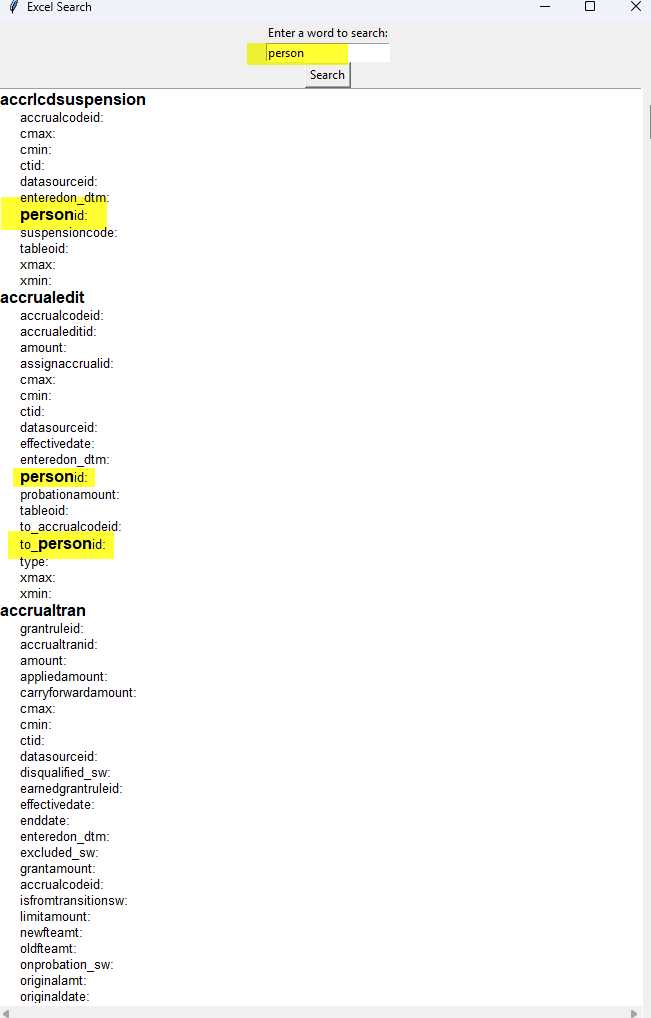 Excel Search
Enter a word to search:
person
Search
accrlcdsuspension
accrualcodeid:
cmax:
cmin:
ctid:
datasourceid:
enteredon_dtm:
personid:
suspensioncode:
tableoid:
xmax:
xmin:
accrualedit
accrualcodeid:
accrualeditid:
amount:
assignaccrualid:
cmax:
cmin:
ctid:
datasourceid:
effectivedate:
enteredon_dtm:
personid:
probationamount:
tableoid:
to_accrualcodeid:
to_personid:
type:
xmax:
xmin:
accrualtran
grantruleid:
accrualtranid:
amount:
appliedamount:
carryforwardamount:
cmax:
cmin:
ctid:
datasourceid:
disqualified_sw:
earnedgrantruleid:
effectivedate:
enddate:
enteredon_dtm:
excluded_sw:
grantamount:
accrualcodeid:
isfromtransitionsw:
limitamount:
newfteamt:
oldfteamt:
onprobation_sw:
originalamt:
originaldate: